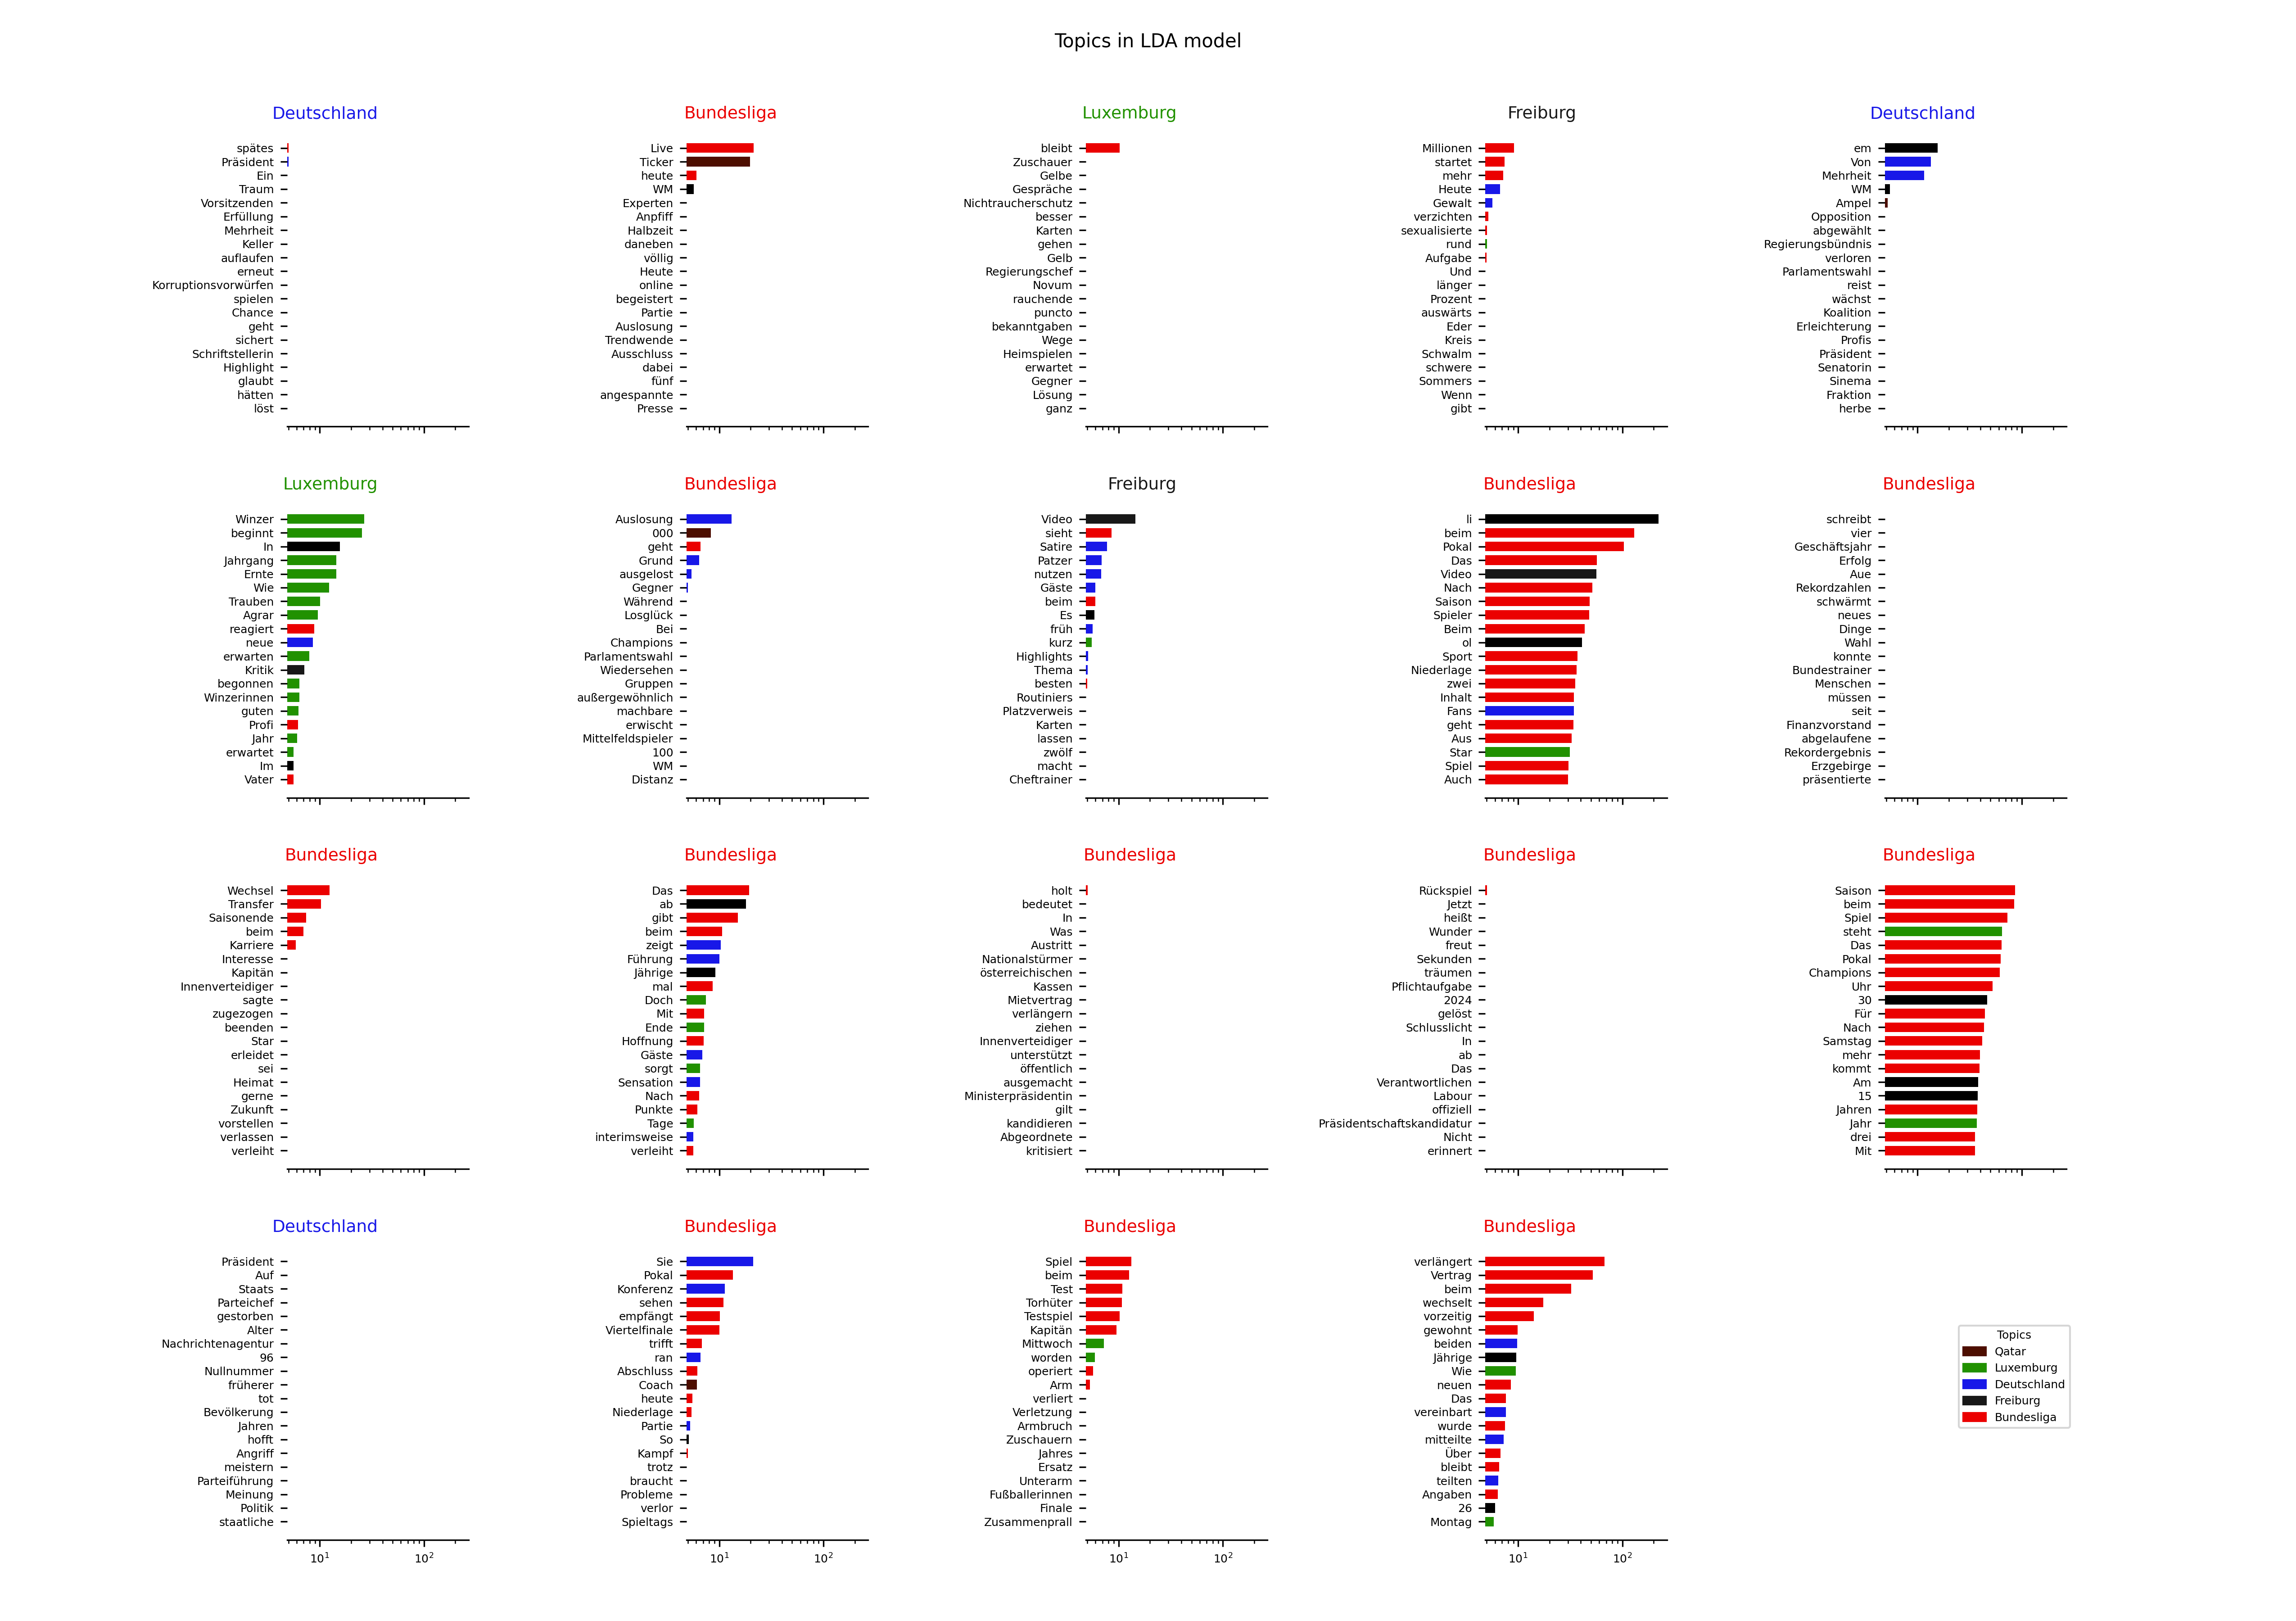 Topics in LDA model
Deutschland
spätes
Präsident
Ein
Traum
Vorsitzenden
Erfüllung
Mehrheit
Keller
auflaufen
erneut
Korruptionsvorwürfen
spielen
Chance
geht
sichert
Schriftstellerin
Highlight
glaubt
hätten
löst
Bundesliga
Live
Ticker
heute
WM
Experten
Anpfiff
Halbzeit
daneben
völlig
Heute
online
begeistert
Partie
Auslosung
Trendwende
Ausschluss
dabei
fünf
angespannte
Presse
Luxemburg
bleibt
Zuschauer
Gelbe
Gespräche
Nichtraucherschutz
besser
Karten
gehen
Gelb
Regierungschef
Novum
rauchende
puncto
bekanntgaben
Wege
Heimspielen
erwartet
Gegner
Lösung
ganz
Freiburg
Millionen
startet
mehr
Heute
Gewalt
verzichten
sexualisierte
rund
Aufgabe
Und
länger
Prozent
auswärts
Eder
Kreis
Schwalm
schwere
Sommers
Wenn
gibt
Deutschland
em
Von
Mehrheit
WM
Ampel
Opposition
abgewählt
Regierungsbündnis
verloren
Parlamentswahl
reist
wächst
Koalition
Erleichterung
Profis
Präsident
Senatorin
Sinema
Fraktion
herbe
Luxemburg
Winzer
beginnt
In
Jahrgang
Ernte
Wie
Trauben
Agrar
reagiert
neue
erwarten
Kritik
begonnen
Winzerinnen
guten
Profi
Jahr
erwartet
Im
Vater
Bundesliga
Auslosung
000
geht
Grund
ausgelost
Gegner
Während
Losglück
Bei
Champions
Parlamentswahl
Wiedersehen
Gruppen
außergewöhnlich
machbare
erwischt
Mittelfeldspieler
100
WM
Distanz
Freiburg
Video
sieht
Satire
Patzer
nutzen
Gäste
beim
Es
früh
kurz
Highlights
Thema
besten
Routiniers
Platzverweis
Karten
lassen
zwölf
macht
Cheftrainer
Bundesliga
li
beim
Pokal
Das
Video
Nach
Saison
Spieler
Beim
ol
Sport
Niederlage
zwei
Inhalt
Fans
geht
Aus
Star
Spiel
Auch
Bundesliga
schreibt
vier
Geschäftsjahr
Erfolg
Aue
Rekordzahlen
schwärmt
neues
Dinge
Wahl
konnte
Bundestrainer
Menschen
müssen
seit
Finanzvorstand
abgelaufene
Rekordergebnis
Erzgebirge
präsentierte
Bundesliga
Wechsel
Transfer
Saisonende
beim
Karriere
Interesse
Kapitän
Innenverteidiger
sagte
zugezogen
beenden
Star
erleidet
sei
Heimat
gerne
Zukunft
vorstellen
verlassen
verleiht
Bundesliga
Das
ab
gibt
beim
zeigt
Führung
Jährige
mal
Doch
Mit
Ende
Hoffnung
Gäste
sorgt
Sensation
Nach
Punkte
Tage
interimsweise
verleiht
Bundesliga
holt
bedeutet
In
Was
Austritt
Nationalstürmer
österreichischen
Kassen
Mietvertrag
verlängern
ziehen
Innenverteidiger
unterstützt
öffentlich
ausgemacht
Ministerpräsidentin
gilt
kandidieren
Abgeordnete
kritisiert
Bundesliga
Rückspiel
Jetzt
heißt
Wunder
freut
Sekunden
träumen
Pflichtaufgabe
2024
gelöst
Schlusslicht
In
ab
Das
Verantwortlichen
Labour
offiziell
Präsidentschaftskandidatur
Nicht
erinnert
Bundesliga
Saison
beim
Spiel
steht
Das
Pokal
Champions
Uhr
30
Für
Nach
Samstag
mehr
kommt
Am
15
Jahren
Jahr
drei
Mit
Deutschland
Präsident
Auf
Staats
Parteichef
gestorben
Alter
Nachrichtenagentur
96
Nullnummer
früherer
tot
Bevölkerung
Jahren
hofft
Angriff
meistern
Parteiführung
Meinung
Politik
staatliche
10¹ 10²
Bundesliga
Sie
Pokal
Konferenz
sehen
empfängt
Viertelfinale
trifft
ran
Abschluss
Coach
heute
Niederlage
Partie
So
Kampf
trotz
braucht
Probleme
verlor
Spieltags
10¹ 10²
Bundesliga
Spiel
beim
Test
Torhüter
Testspiel
Kapitän
Mittwoch
worden
operiert
Arm
verliert
Verletzung
Armbruch
Zuschauern
Jahres
Ersatz
Unterarm
Fußballerinnen
Finale
Zusammenprall
10¹ 10²
Bundesliga
verlängert
Vertrag
beim
wechselt
vorzeitig
gewohnt
beiden
Jährige
Wie
neuen
Das
vereinbart
wurde
mitteilte
Über
bleibt
teilten
Angaben
26
Montag
10¹ 10²
Topics
Qatar
Luxemburg
Deutschland
Freiburg
Bundesliga